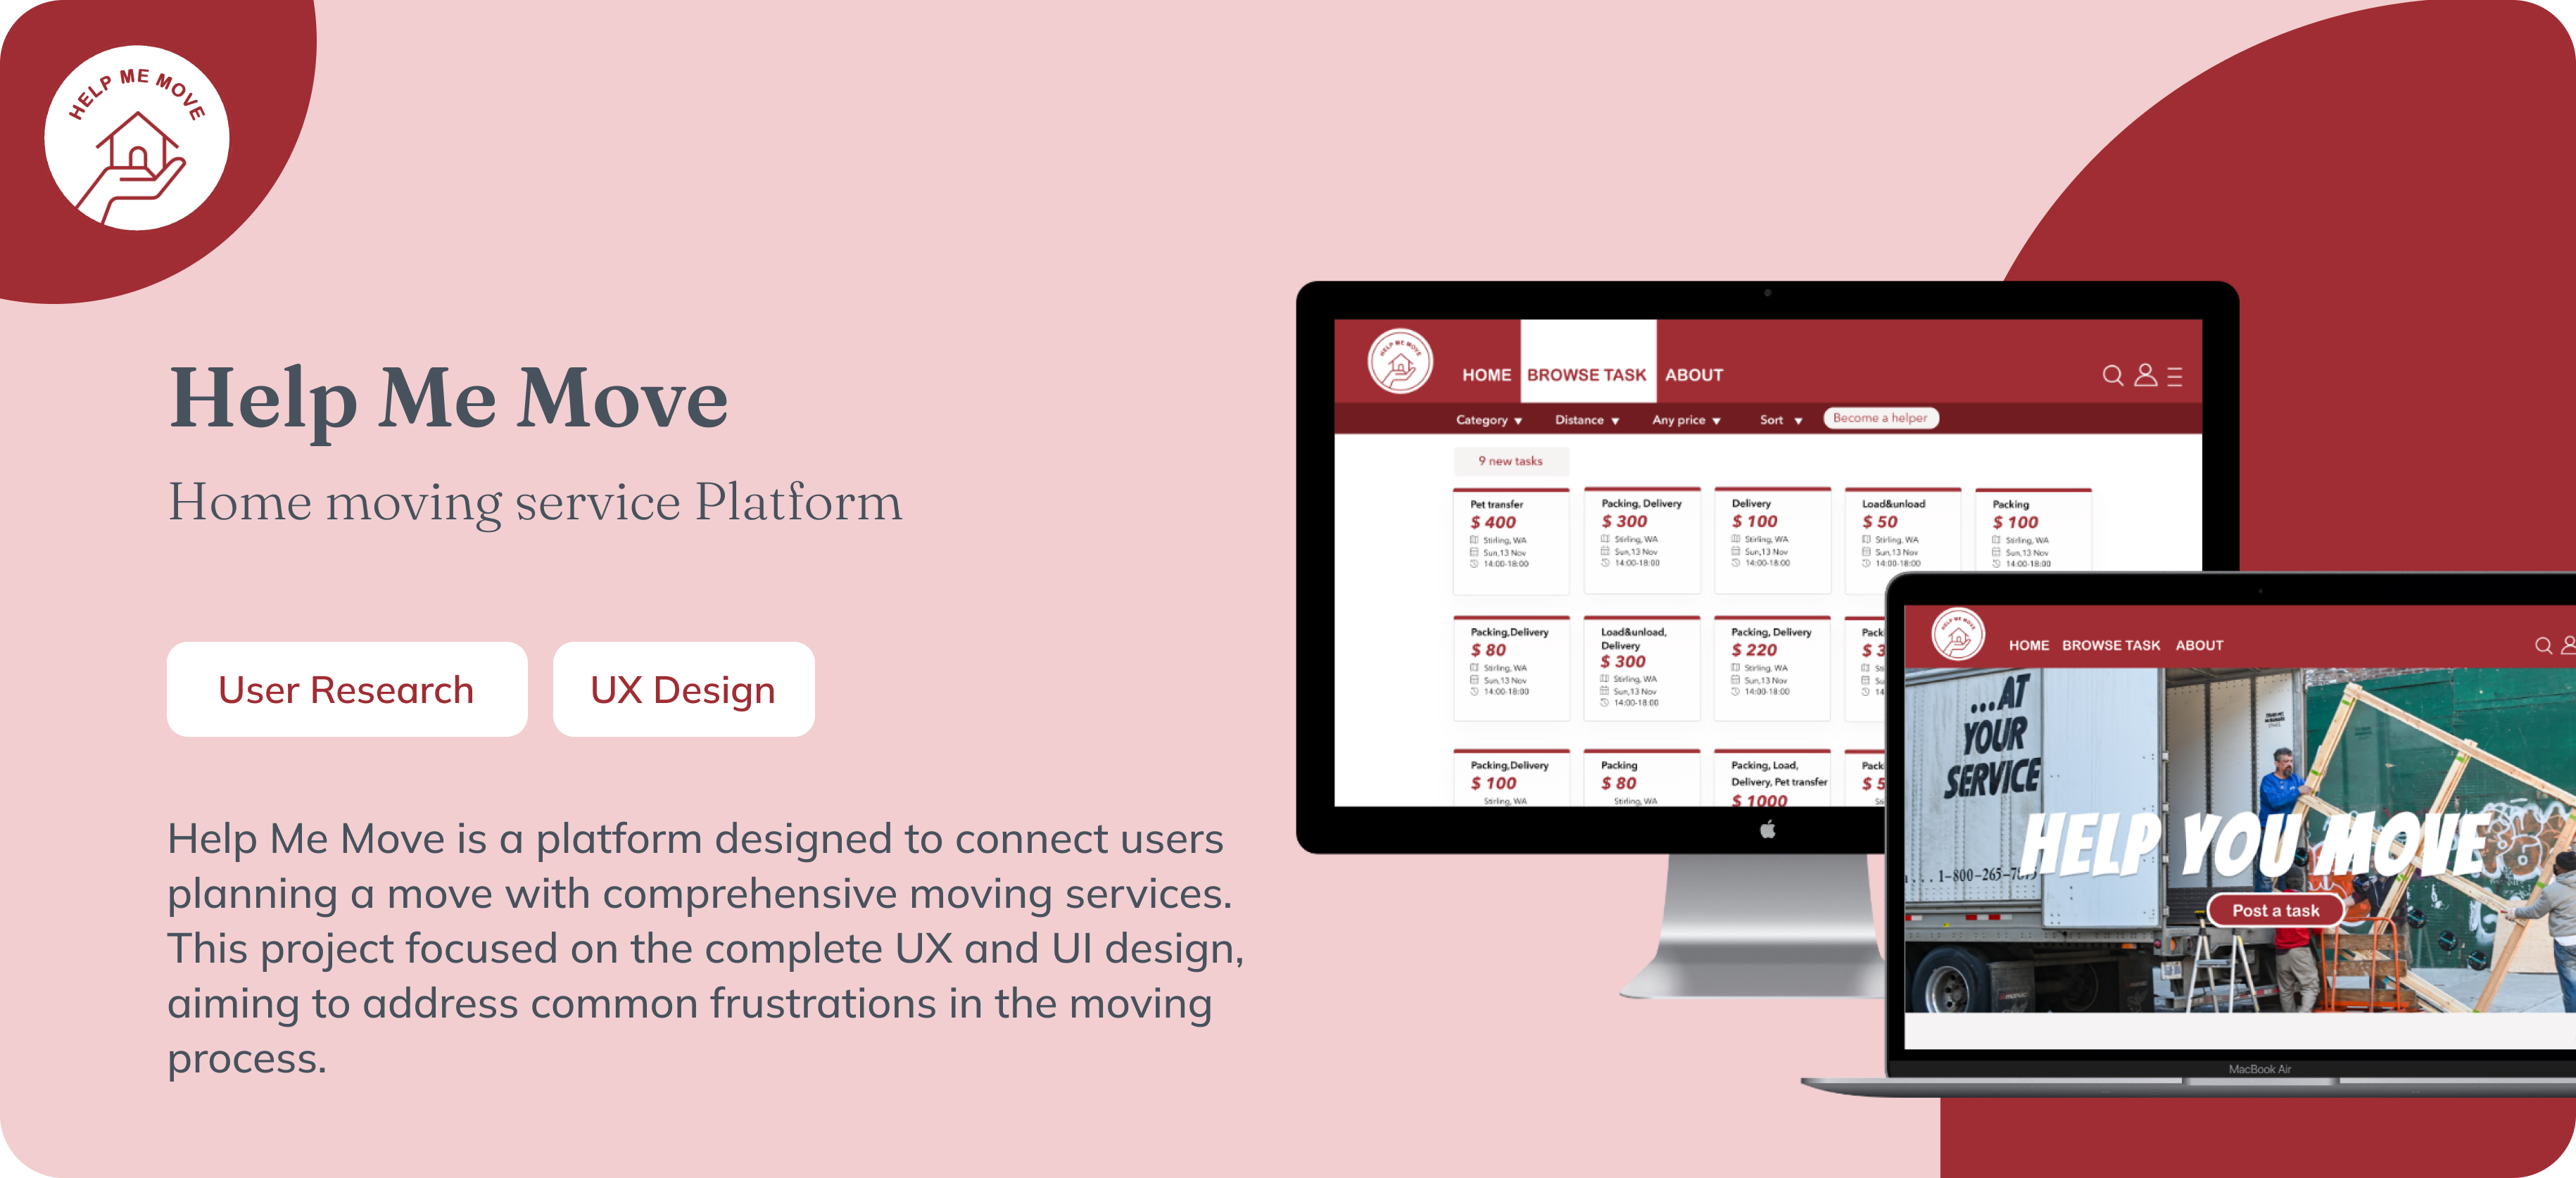 HELP ME MOVE
Help Me Move
Home moving service Platform
User Research
UX Design
Help Me Move is a platform designed to connect users
planning a move with comprehensive moving services.
This project focused on the complete UX and UI design,
aiming to address common frustrations in the moving
process.
HELP ME MOVE
HOME BROWSE TASK ABOUT
Category Distance Any price Sort Become a helper
9 new tasks
Pet transfer
$ 400
Stirling, WA
Sun,13 Nov
14:00-18:00
Packing, Delivery
$ 300
Stirling, WA
Sun,13 Nov
14:00-18:00
Delivery
$ 100
Stirling, WA
Sun,13 Nov
14:00-18:00
Load&unload
$ 50
Stirling, WA
Sun,13 Nov
14:00-18:00
Packing
$ 100
Stirling, WA
Sun,13 Nov
14:00-18:00
Packing,Delivery
$ 80
Stirling, WA
Sun,13 Nov
14:00-18:00
Load&unload,
Delivery
$ 300
Stirling, WA
Sun,13 Nov
14:00-18:00
Packing, Delivery
$ 220
Stirling, WA
Sun,13 Nov
14:00-18:00
Pack
$ 3
Packing,Delivery
$ 100
Stirling, WA
Packing
$ 80
Stirling, WA
Packing, Load,
Delivery, Pet transfer
$ 1000
Pack
$ 5
HELP ME MOVE
HOME BROWSE TASK ABOUT
...AT
YOUR
SERVICE
HELP YOU MOVE
1-800-265-
Post a task
MacBook Air